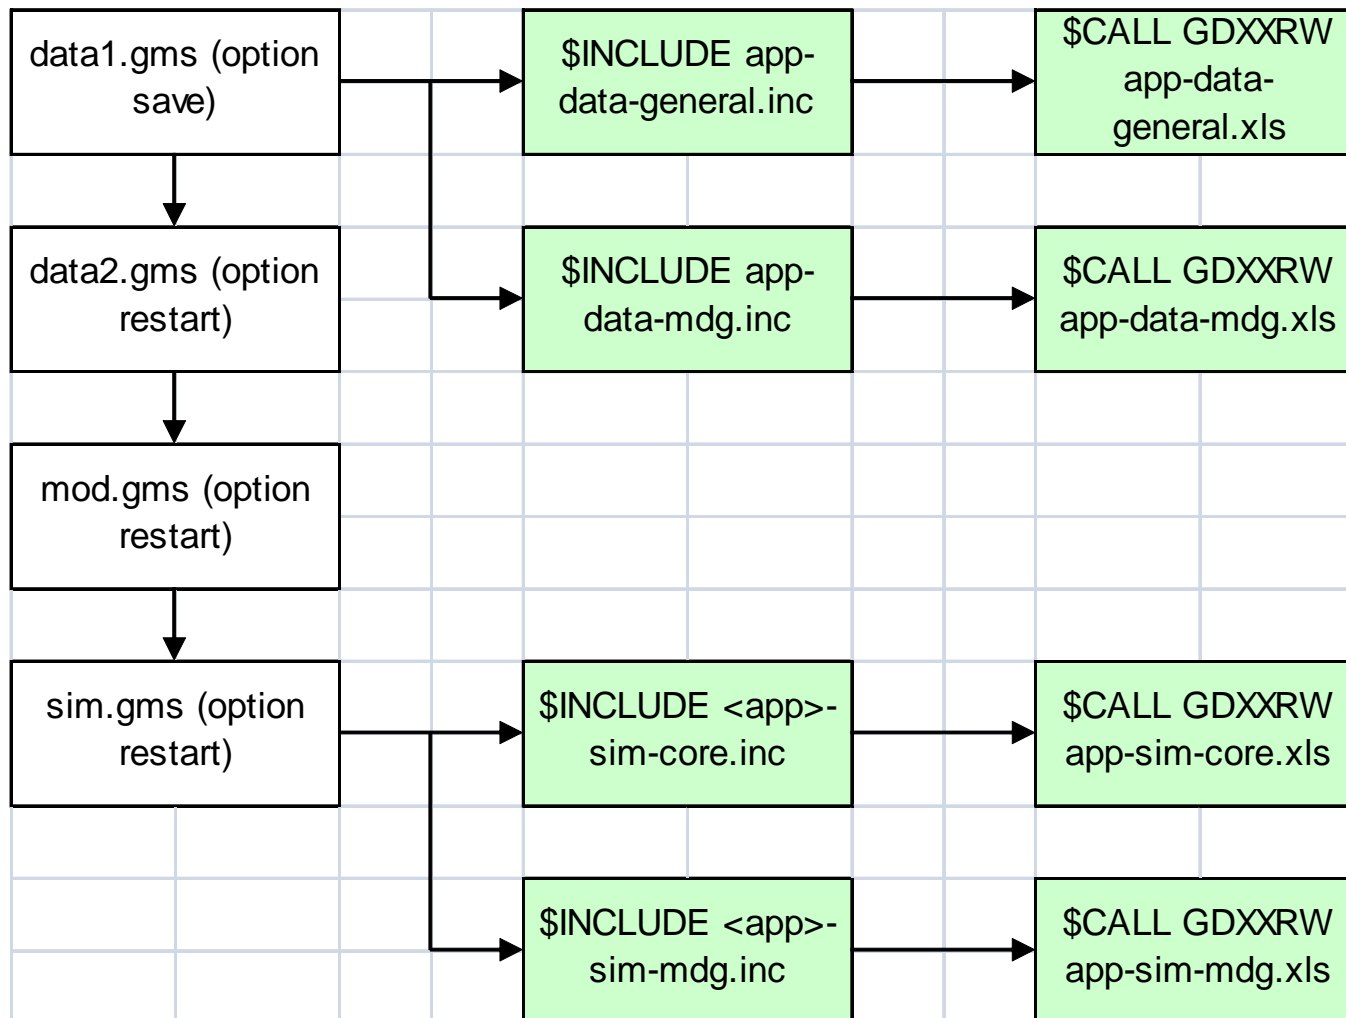 data1.gms (option
save)
$INCLUDE app-
data-general.inc
$CALL GDXXRW
app-data-
general.xls
data2.gms (option
restart)
$INCLUDE app-
data-mdg.inc
$CALL GDXXRW
app-data-mdg.xls
mod.gms (option
restart)
sim.gms (option
restart)
$INCLUDE <app>-
sim-core.inc
$CALL GDXXRW
app-sim-core.xls
$INCLUDE <app>-
sim-mdg.inc
$CALL GDXXRW
app-sim-mdg.xls